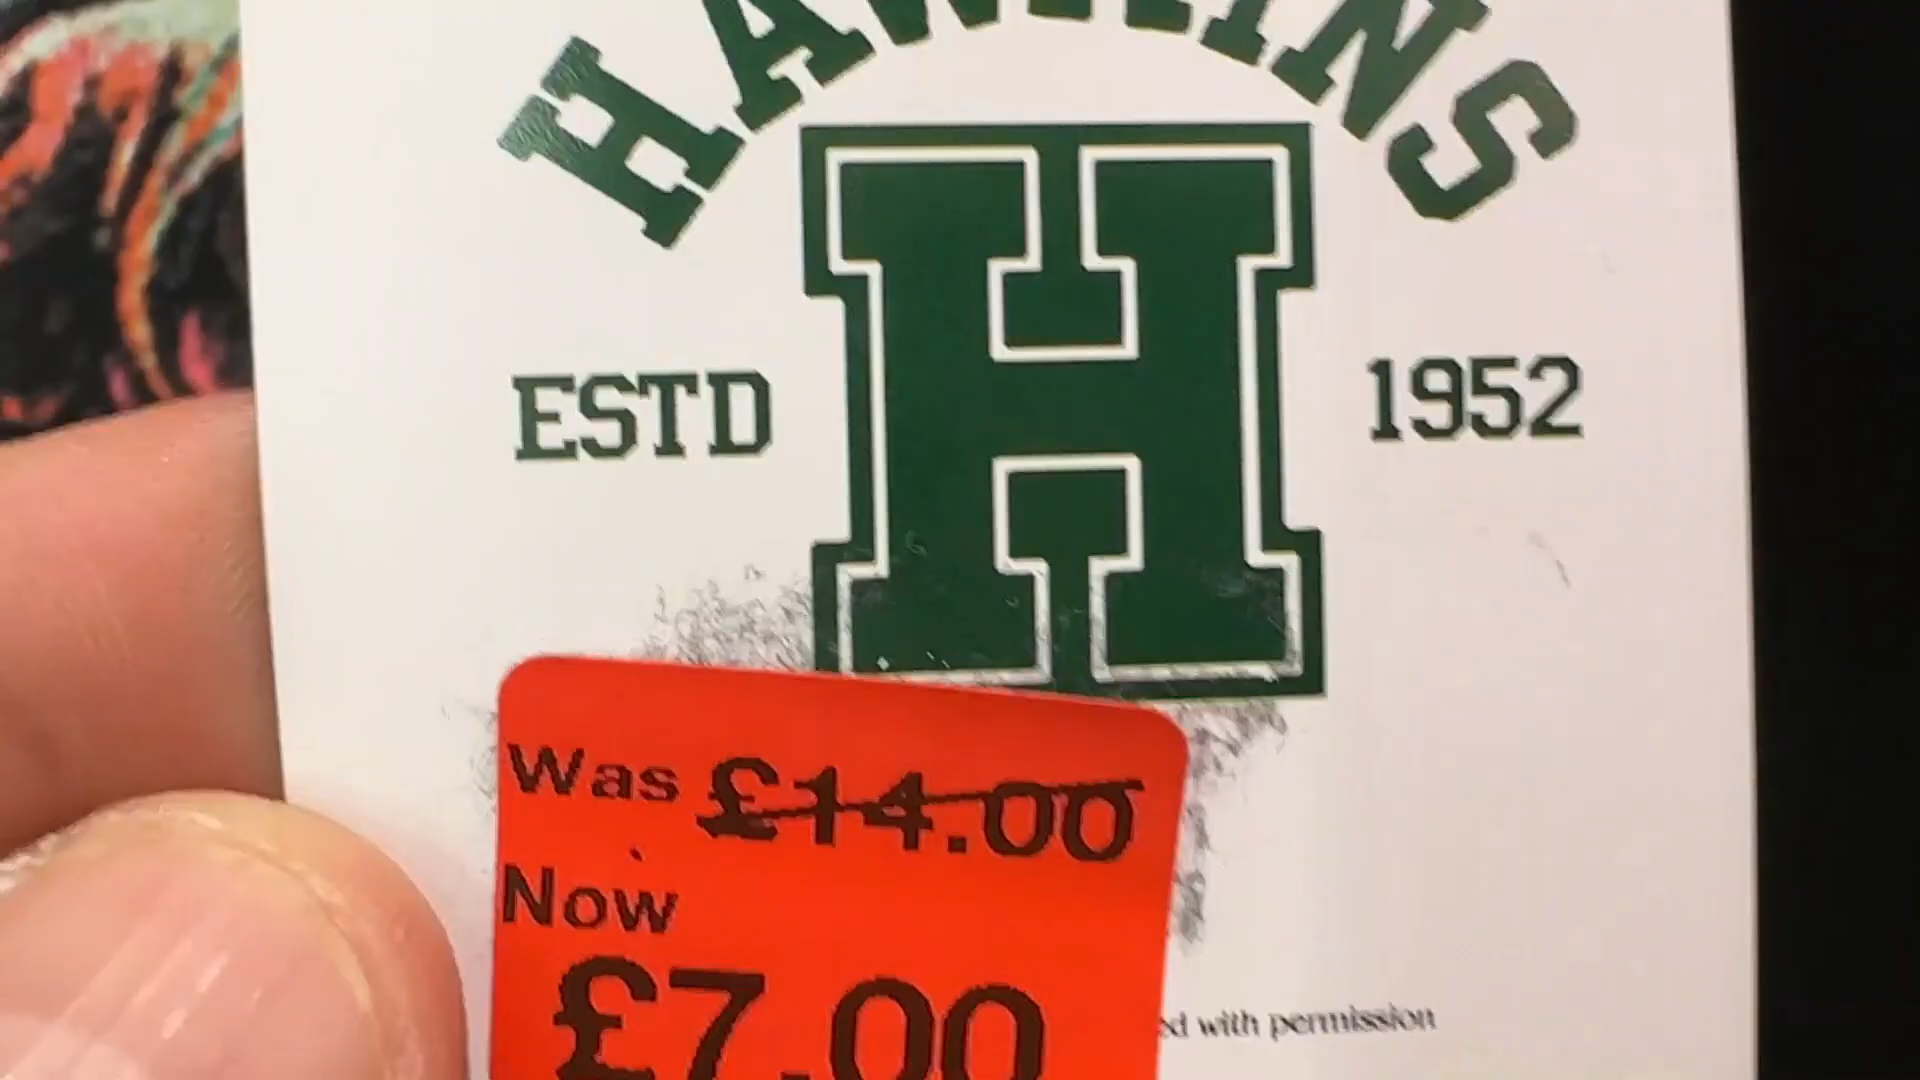 HAWKINS
H
ESTD 1952
Was £14.00
Now
£7.00
with permission